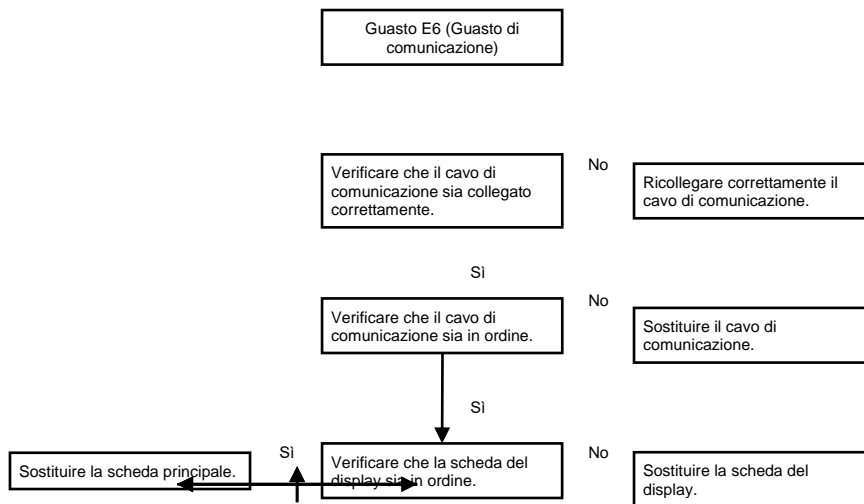 Guasto E6 (Guasto di
comunicazione)
Verificare che il cavo di
comunicazione sia collegato
correttamente.
No
Ricollegare correttamente il
cavo di comunicazione.
Sì
Verificare che il cavo di
comunicazione sia in ordine.
No
Sostituire il cavo di
comunicazione.
Sì
Sostituire la scheda principale.
Sì
Verificare che la scheda del
display sia in ordine.
No
Sostituire la scheda del
display.